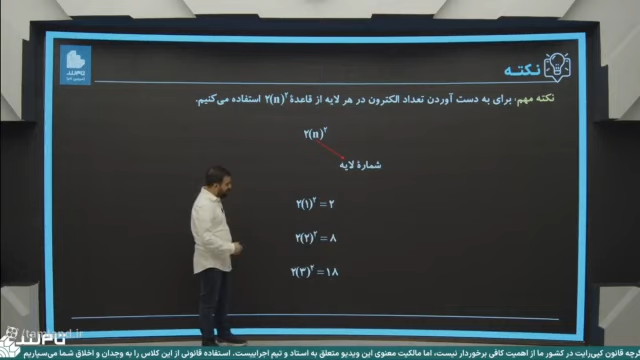 نکتـه
نکته مهم. برای به دست آوردن تعداد الکترون در هر لایه از قاعدهٔ ۲(n)^۲ استفاده می‌کنیم.
۲(n)^۲
شمارهٔ لایه
۲(۱)^۲ = ۲
۲(۲)^۲ = ۸
۲(۳)^۲ = ۱۸
رچه قانون کپی‌رایت در کشور ما از اهمیت کافی برخوردار نیست، اما مالکیت معنوی این ویدیو متعلق به استاد و تیم اجراییست. استفاده قانونی از این کلاس را به وجدان و اخلاق شما می‌سپاریم